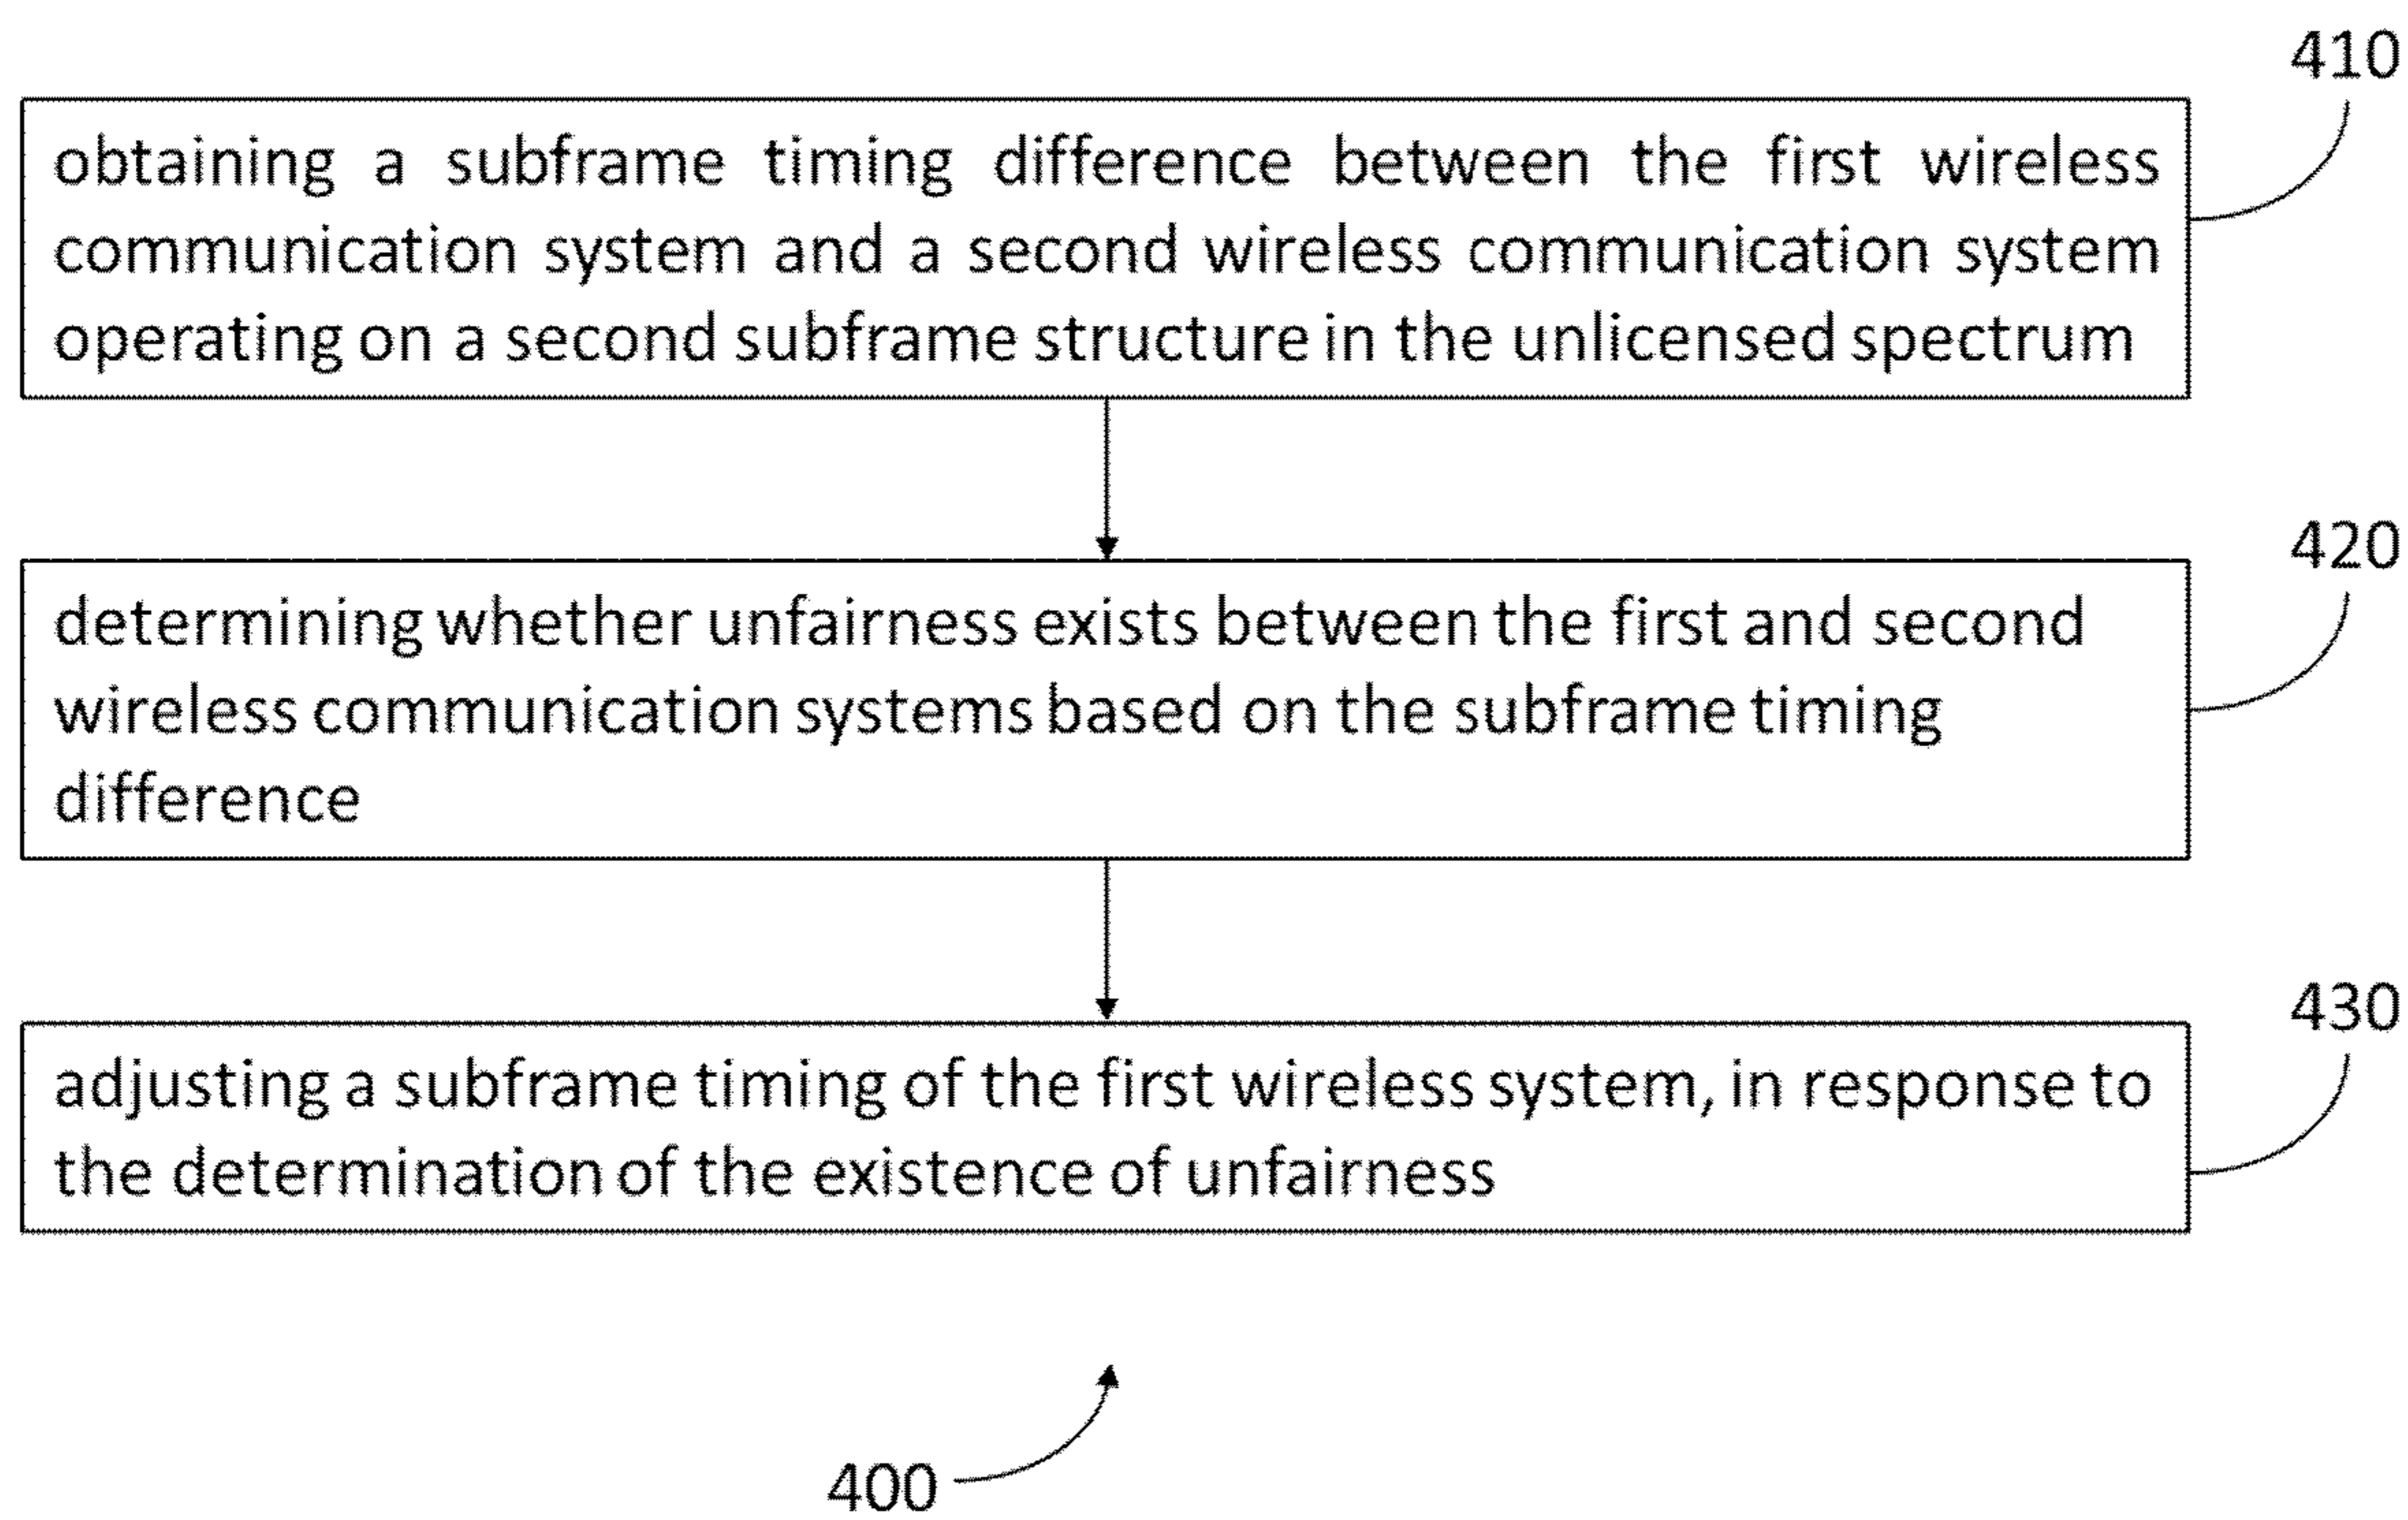 410
obtaining a subframe timing difference between the first wireless
communication system and a second wireless communication system
operating on a second subframe structure in the unlicensed spectrum
420
determining whether unfairness exists between the first and second
wireless communication systems based on the subframe timing
difference
430
adjusting a subframe timing of the first wireless system, in response to
the determination of the existence of unfairness
400